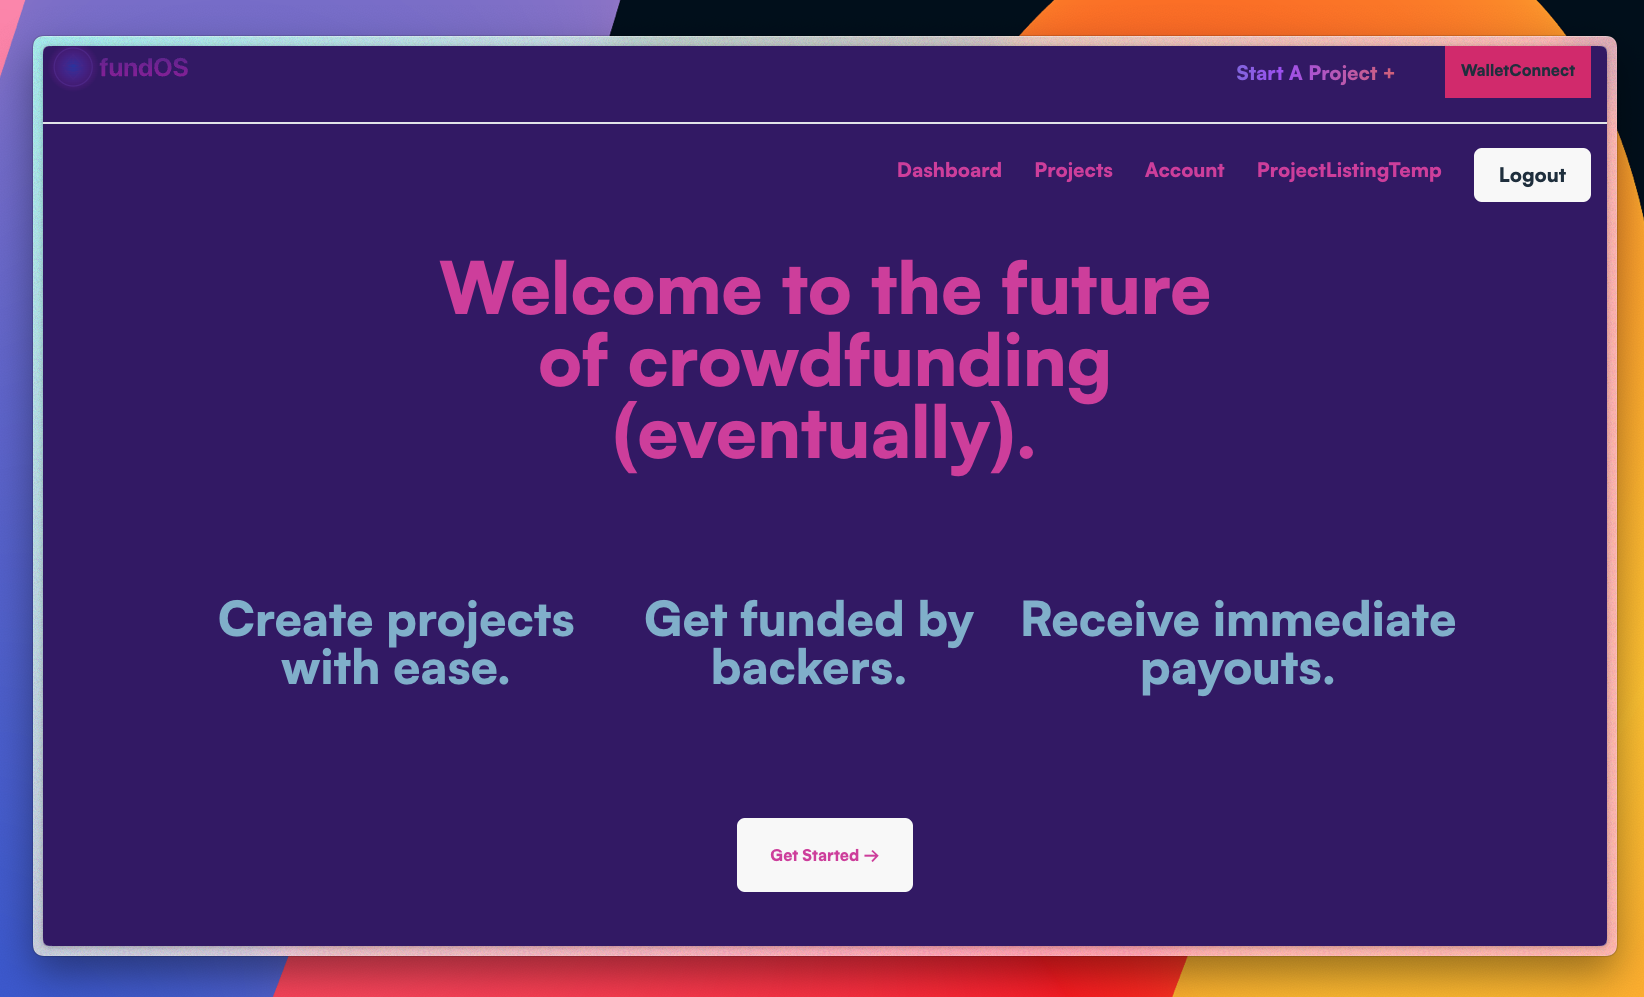 fundOS
Start A Project +
WalletConnect
Dashboard
Projects
Account
ProjectListingTemp
Logout
Welcome to the future
of crowdfunding
(eventually).
Create projects
with ease.
Get funded by
backers.
Receive immediate
payouts.
Get Started →